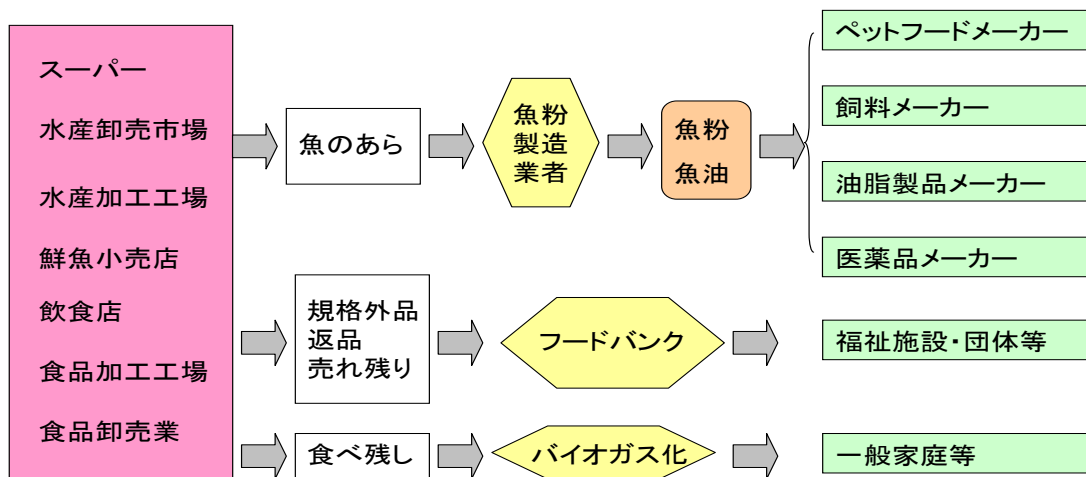 スーパー
水産卸売市場
水産加工工場
鮮魚小売店
飲食店
食品加工工場
食品卸売業
魚のあら
魚粉
製造
業者
魚粉
魚油
ペットフードメーカー
飼料メーカー
油脂製品メーカー
医薬品メーカー
規格外品
返品
売れ残り
フードバンク
福祉施設・団体等
食べ残し
バイオガス化
一般家庭等